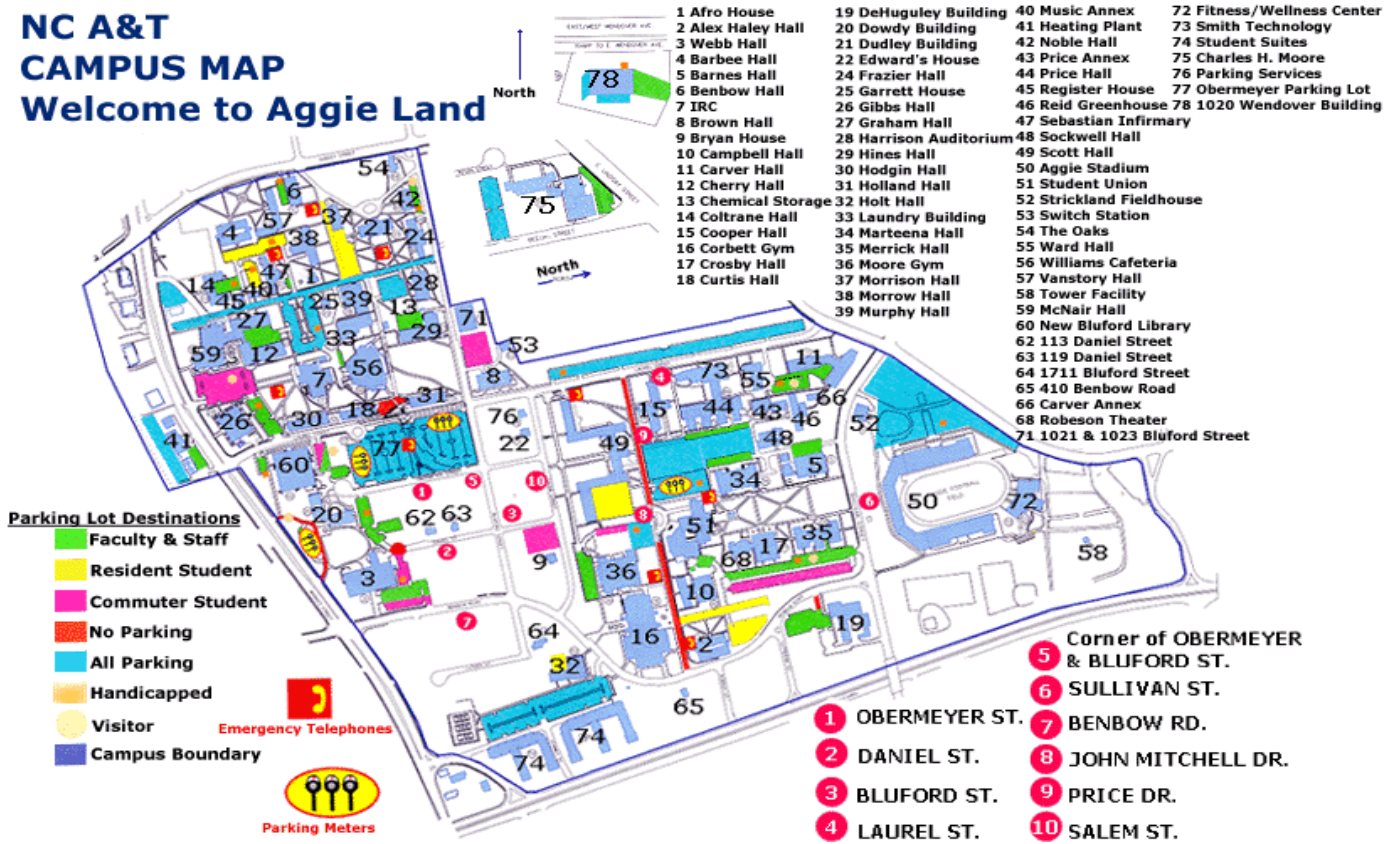 NC A&T
CAMPUS MAP
Welcome to Aggie Land
North
1 Afro House
2 Alex Haley Hall
3 Webb Hall
4 Barbee Hall
5 Barnes Hall
6 Benbow Hall
7 IRC
8 Brown Hall
9 Bryan House
10 Campbell Hall
11 Carver Hall
12 Cherry Hall
13 Chemical Storage
14 Coltrane Hall
15 Cooper Hall
16 Corbett Gym
17 Crosby Hall
18 Curtis Hall
19 DeHuguley Building
20 Dowdy Building
21 Dudley Building
22 Edward's House
24 Frazier Hall
25 Garrett House
26 Gibbs Hall
27 Graham Hall
28 Harrison Auditorium
29 Hines Hall
30 Hodgin Hall
31 Holland Hall
32 Holt Hall
33 Laundry Building
34 Marteena Hall
35 Merrick Hall
36 Moore Gym
37 Morrison Hall
38 Morrow Hall
39 Murphy Hall
40 Music Annex
41 Heating Plant
42 Noble Hall
43 Price Annex
44 Price Hall
45 Register House
46 Reid Greenhouse
47 Sebastian Infirmary
48 Sockwell Hall
49 Scott Hall
50 Aggie Stadium
51 Student Union
52 Strickland Fieldhouse
53 Switch Station
54 The Oaks
55 Ward Hall
56 Williams Cafeteria
57 Vanstory Hall
58 Tower Facility
59 McNair Hall
60 New Bluford Library
62 113 Daniel Street
63 119 Daniel Street
64 1711 Bluford Street
65 410 Benbow Road
66 Carver Annex
68 Robeson Theater
71 1021 & 1023 Bluford Street
72 Fitness/Wellness Center
73 Smith Technology
74 Student Suites
75 Charles H. Moore
76 Parking Services
77 Obermeyer Parking Lot
78 1020 Wendover Building
78
75
North
54
6
42
57
37
4
38
21
24
47
1
14
40
28
45
25
39
13
27
33
29
71
59
12
56
53
7
8
31
18
26
30
76
41
77
22
60
20
62
63
3
9
64
32
74
74
65
11
73
55
66
15
44
43
46
52
49
48
5
34
50
72
51
58
68
17
35
36
10
16
2
19
1
2
3
4
5
6
7
8
9
10
Parking Lot Destinations
Faculty & Staff
Resident Student
Commuter Student
No Parking
All Parking
Handicapped
Visitor
Campus Boundary
Emergency Telephones
Parking Meters
1 OBERMEYER ST.
2 DANIEL ST.
3 BLUFORD ST.
4 LAUREL ST.
5 Corner of OBERMEYER
& BLUFORD ST.
6 SULLIVAN ST.
7 BENBOW RD.
8 JOHN MITCHELL DR.
9 PRICE DR.
10 SALEM ST.